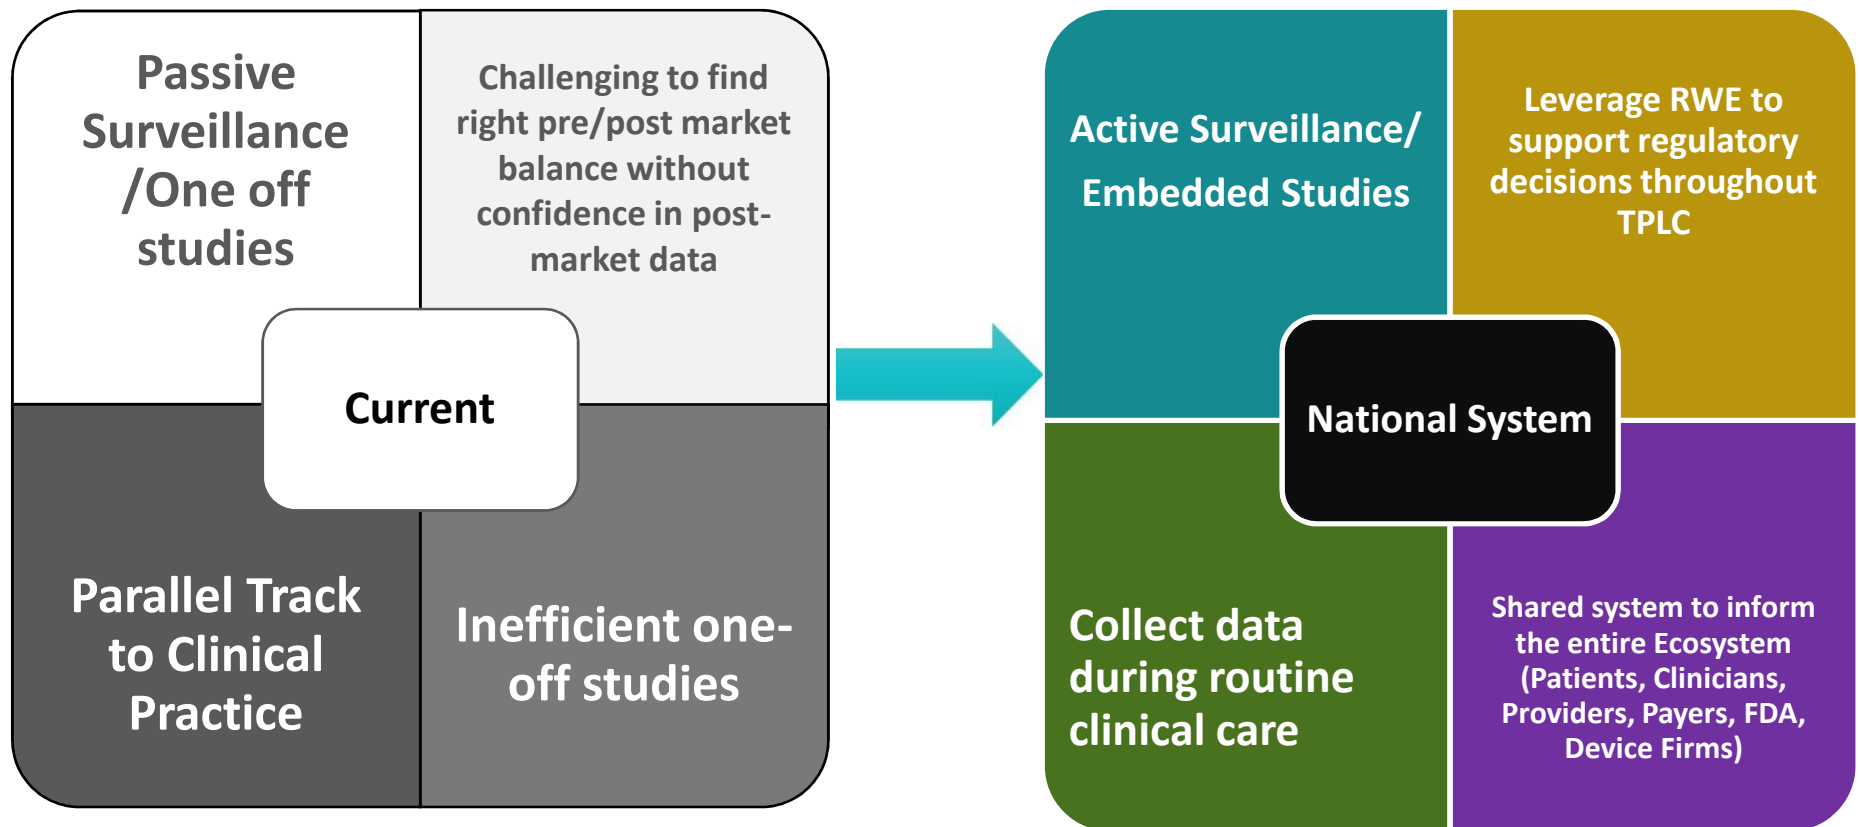 Passive
Surveillance
/One off
studies
Challenging to find
right pre/post market
balance without
confidence in post-
market data
Current
Parallel Track
to Clinical
Practice
Inefficient one-
off studies
Active Surveillance/
Embedded Studies
Leverage RWE to
support regulatory
decisions throughout
TPLC
National System
Collect data
during routine
clinical care
Shared system to inform
the entire Ecosystem
(Patients, Clinicians,
Providers, Payers, FDA,
Device Firms)